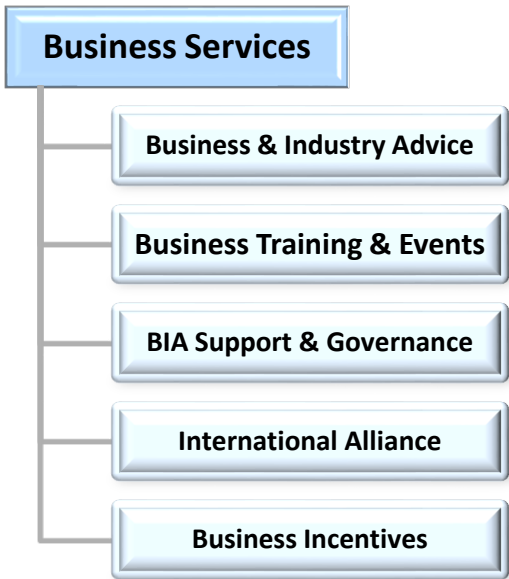 Business Services
Business & Industry Advice
Business Training & Events
BIA Support & Governance
International Alliance
Business Incentives